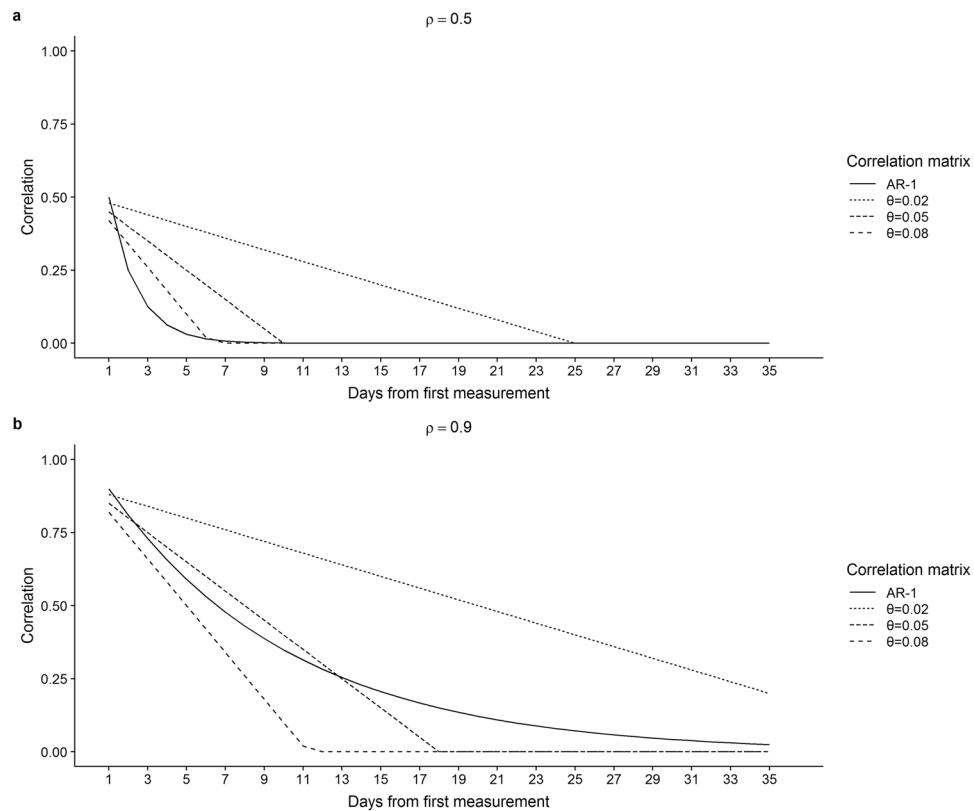 a
ρ = 0.5
1.00
0.75
0.50
0.25
0.00
Correlation
1 3 5 7 9 11 13 15 17 19 21 23 25 27 29 31 33 35
Days from first measurement
Correlation matrix
AR-1
θ=0.02
θ=0.05
θ=0.08
b
ρ = 0.9
1.00
0.75
0.50
0.25
0.00
Correlation
1 3 5 7 9 11 13 15 17 19 21 23 25 27 29 31 33 35
Days from first measurement
Correlation matrix
AR-1
θ=0.02
θ=0.05
θ=0.08